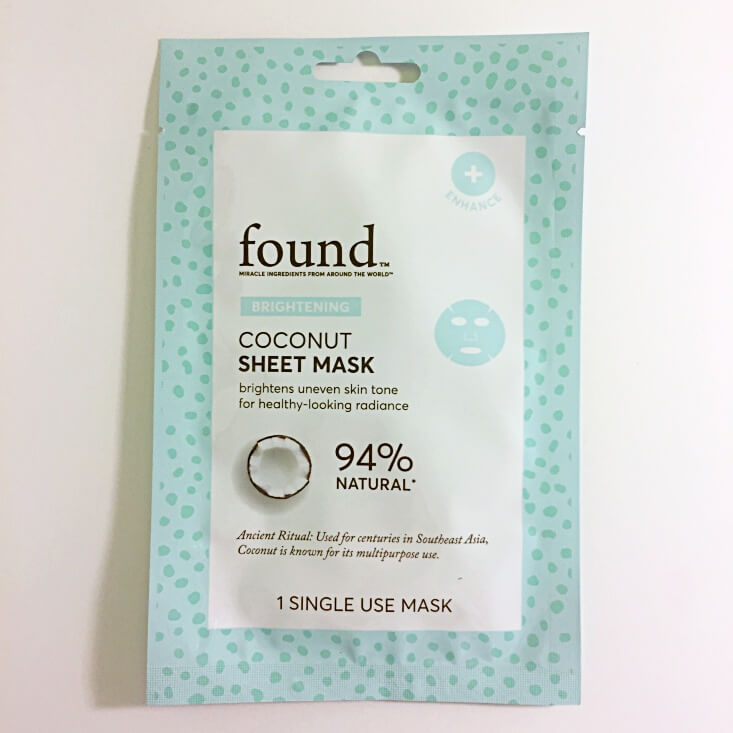 ENHANCE
found™
MIRACLE INGREDIENTS FROM AROUND THE WORLD™
BRIGHTENING
COCONUT
SHEET MASK
brightens uneven skin tone
for healthy-looking radiance
94%
NATURAL*
Ancient Ritual: Used for centuries in Southeast Asia,
Coconut is known for its multipurpose use.
1 SINGLE USE MASK